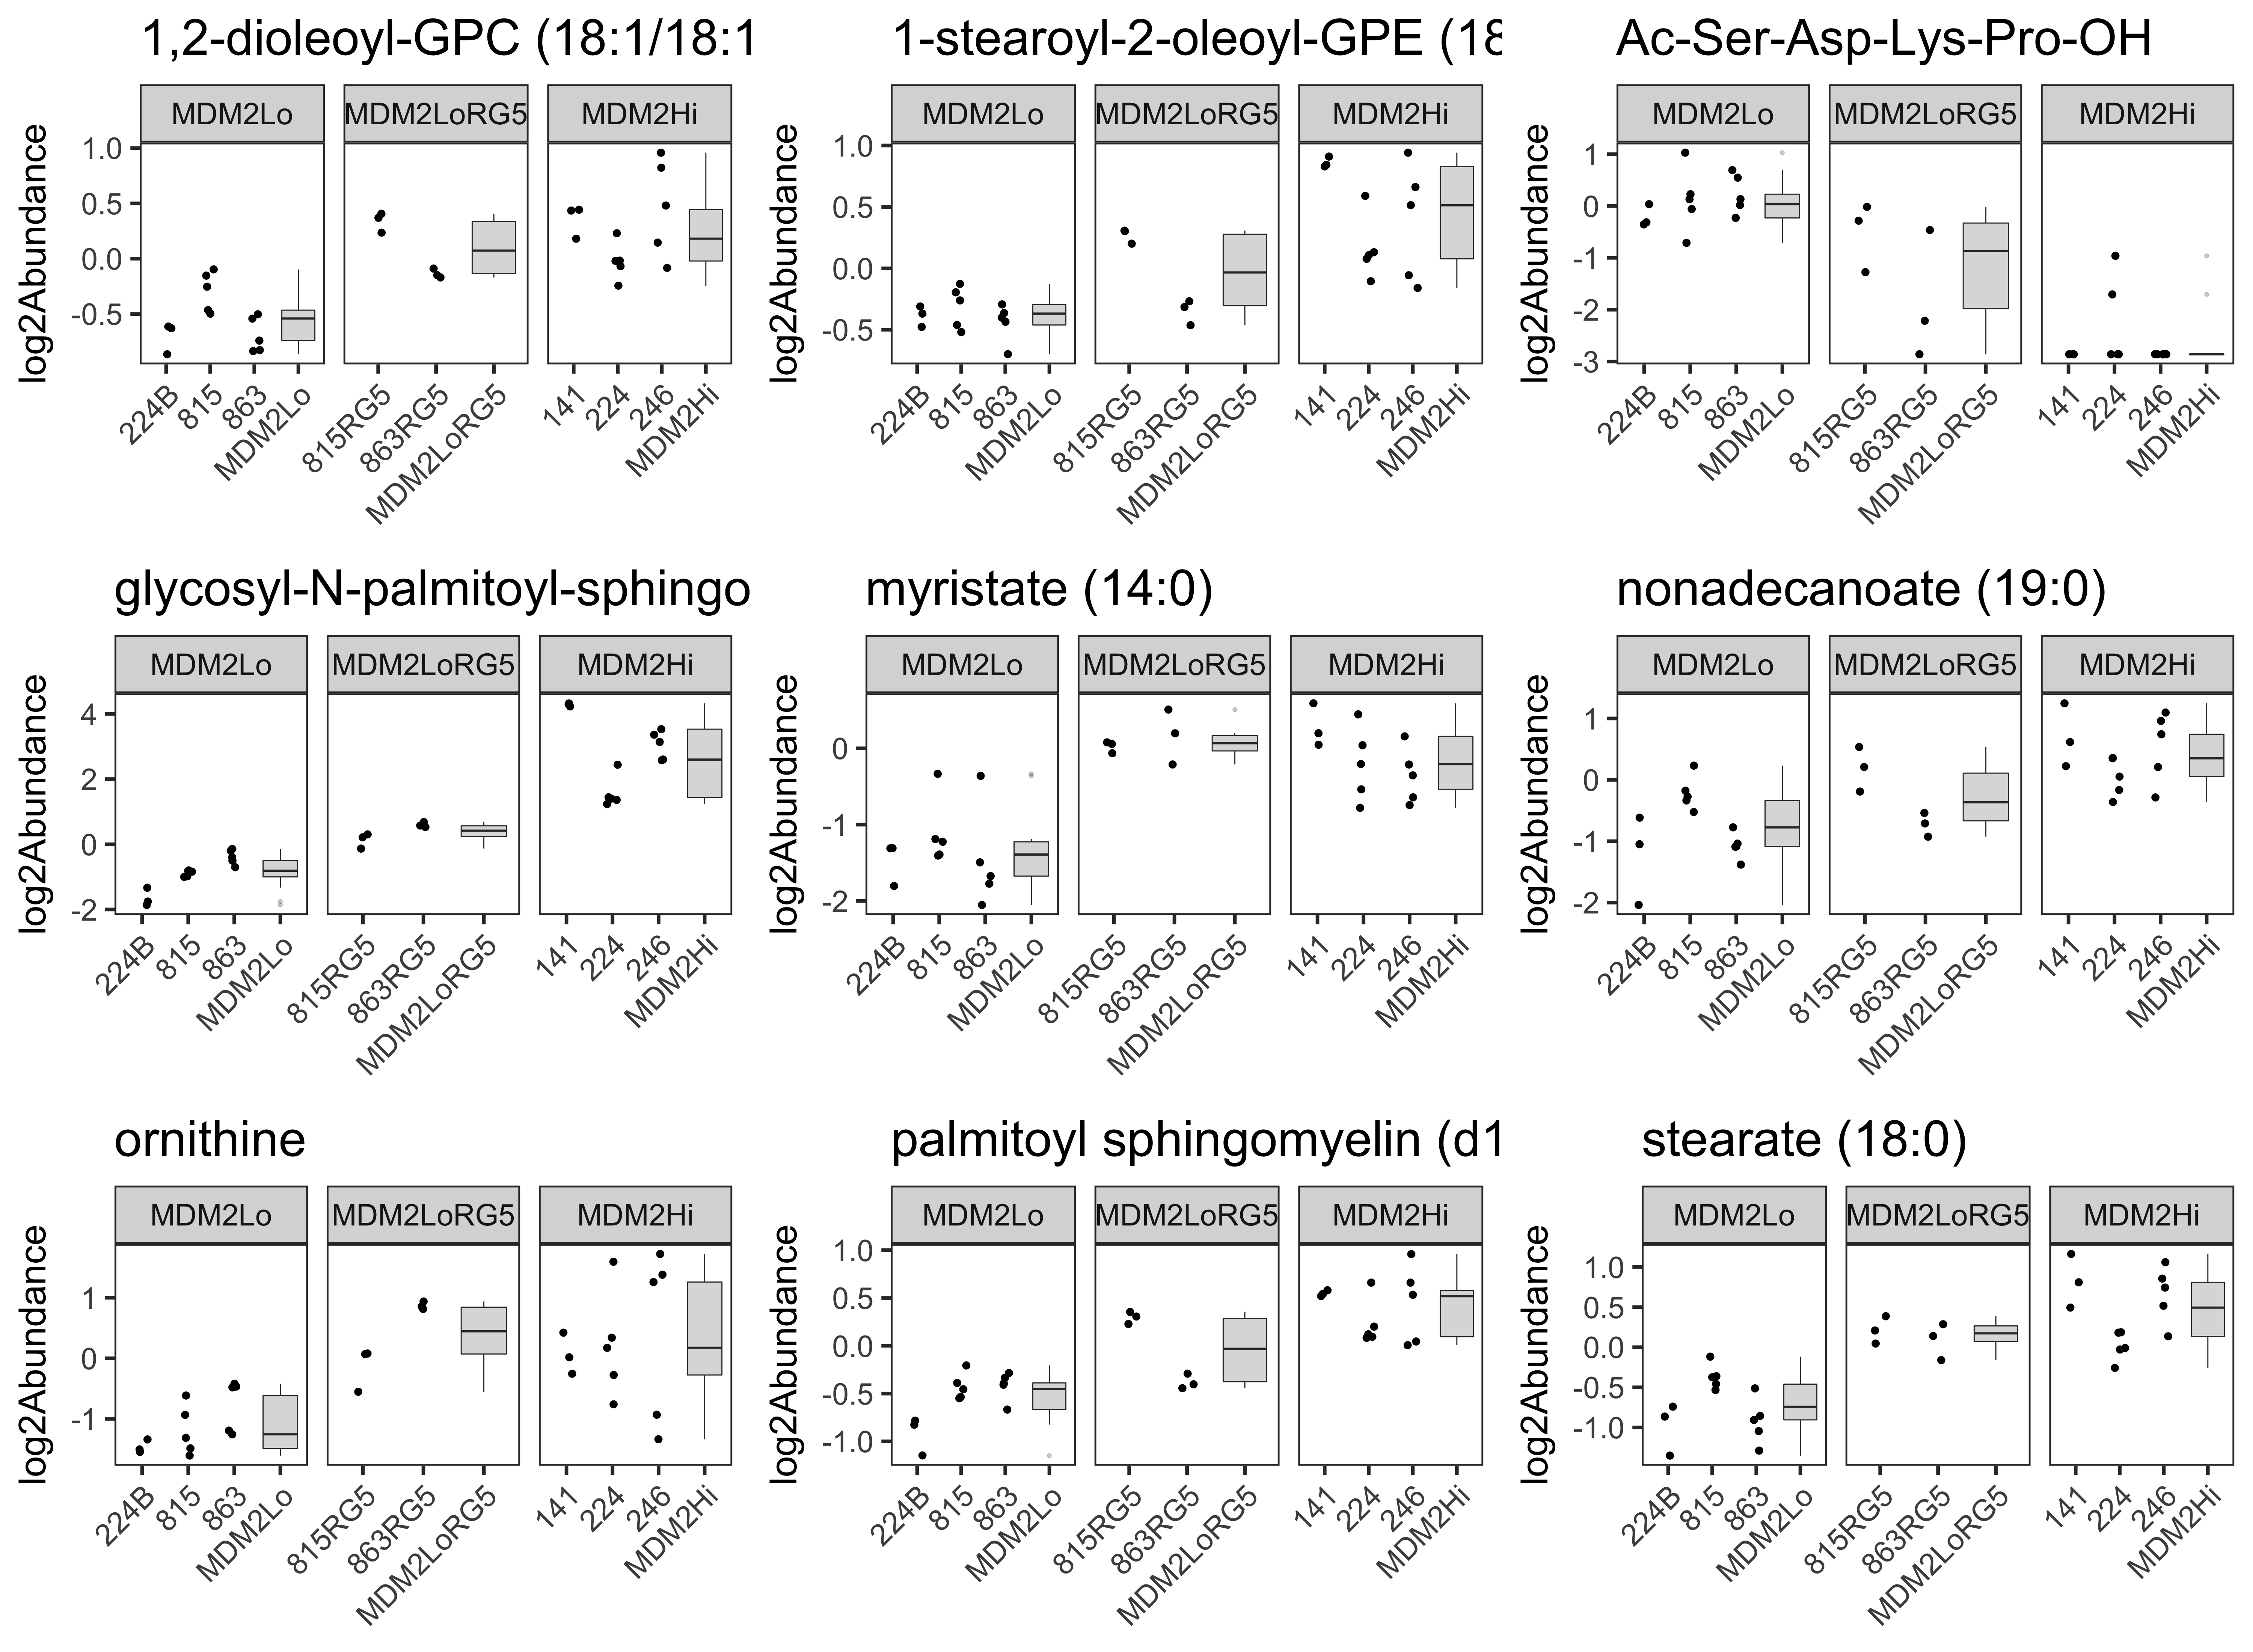 1,2-dioleoyl-GPC (18:1/18:1
MDM2Lo MDM2LoRG5 MDM2Hi
log2Abundance
1.0
0.5
0.0
-0.5
224B 815 863 MDM2Lo 815RG5 863RG5 MDM2LoRG5 141 224 246 MDM2Hi
1-stearoyl-2-oleoyl-GPE (18
MDM2Lo MDM2LoRG5 MDM2Hi
log2Abundance
1.0
0.5
0.0
-0.5
224B 815 863 MDM2Lo 815RG5 863RG5 MDM2LoRG5 141 224 246 MDM2Hi
Ac-Ser-Asp-Lys-Pro-OH
MDM2Lo MDM2LoRG5 MDM2Hi
log2Abundance
1
0
-1
-2
-3
224B 815 863 MDM2Lo 815RG5 863RG5 MDM2LoRG5 141 224 246 MDM2Hi
glycosyl-N-palmitoyl-sphingo
MDM2Lo MDM2LoRG5 MDM2Hi
log2Abundance
4
2
0
-2
224B 815 863 MDM2Lo 815RG5 863RG5 MDM2LoRG5 141 224 246 MDM2Hi
myristate (14:0)
MDM2Lo MDM2LoRG5 MDM2Hi
log2Abundance
0
-1
-2
224B 815 863 MDM2Lo 815RG5 863RG5 MDM2LoRG5 141 224 246 MDM2Hi
nonadecanoate (19:0)
MDM2Lo MDM2LoRG5 MDM2Hi
log2Abundance
1
0
-1
-2
224B 815 863 MDM2Lo 815RG5 863RG5 MDM2LoRG5 141 224 246 MDM2Hi
ornithine
MDM2Lo MDM2LoRG5 MDM2Hi
log2Abundance
1
0
-1
224B 815 863 MDM2Lo 815RG5 863RG5 MDM2LoRG5 141 224 246 MDM2Hi
palmitoyl sphingomyelin (d1
MDM2Lo MDM2LoRG5 MDM2Hi
log2Abundance
1.0
0.5
0.0
-0.5
-1.0
224B 815 863 MDM2Lo 815RG5 863RG5 MDM2LoRG5 141 224 246 MDM2Hi
stearate (18:0)
MDM2Lo MDM2LoRG5 MDM2Hi
log2Abundance
1.0
0.5
0.0
-0.5
-1.0
224B 815 863 MDM2Lo 815RG5 863RG5 MDM2LoRG5 141 224 246 MDM2Hi